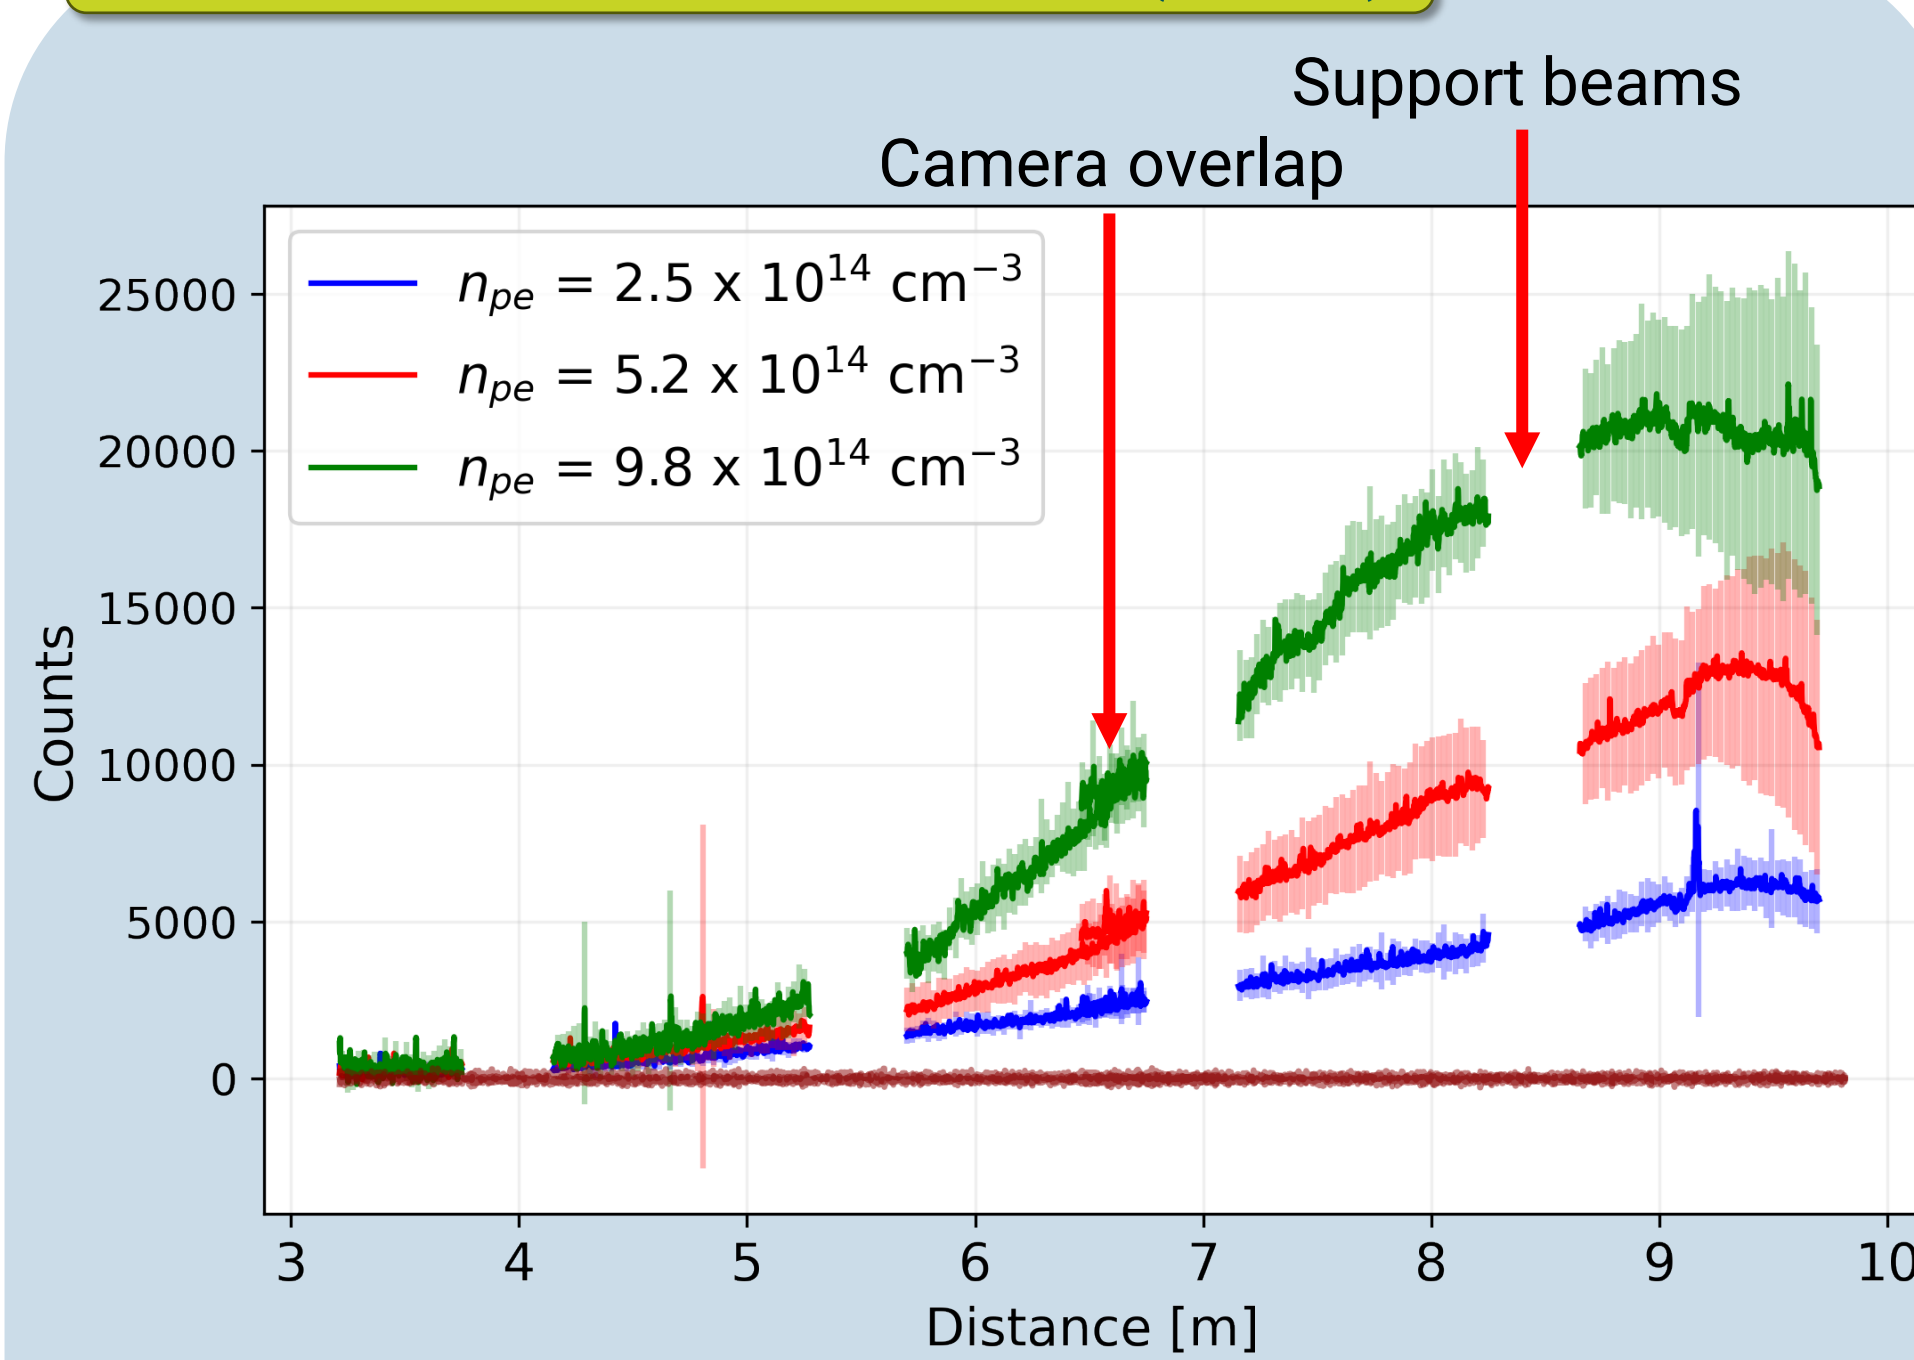 Support beams
Camera overlap
n_pe = 2.5 x 10^14 cm^−3
n_pe = 5.2 x 10^14 cm^−3
n_pe = 9.8 x 10^14 cm^−3
25000
20000
15000
10000
5000
0
Counts
3 4 5 6 7 8 9 10
Distance [m]